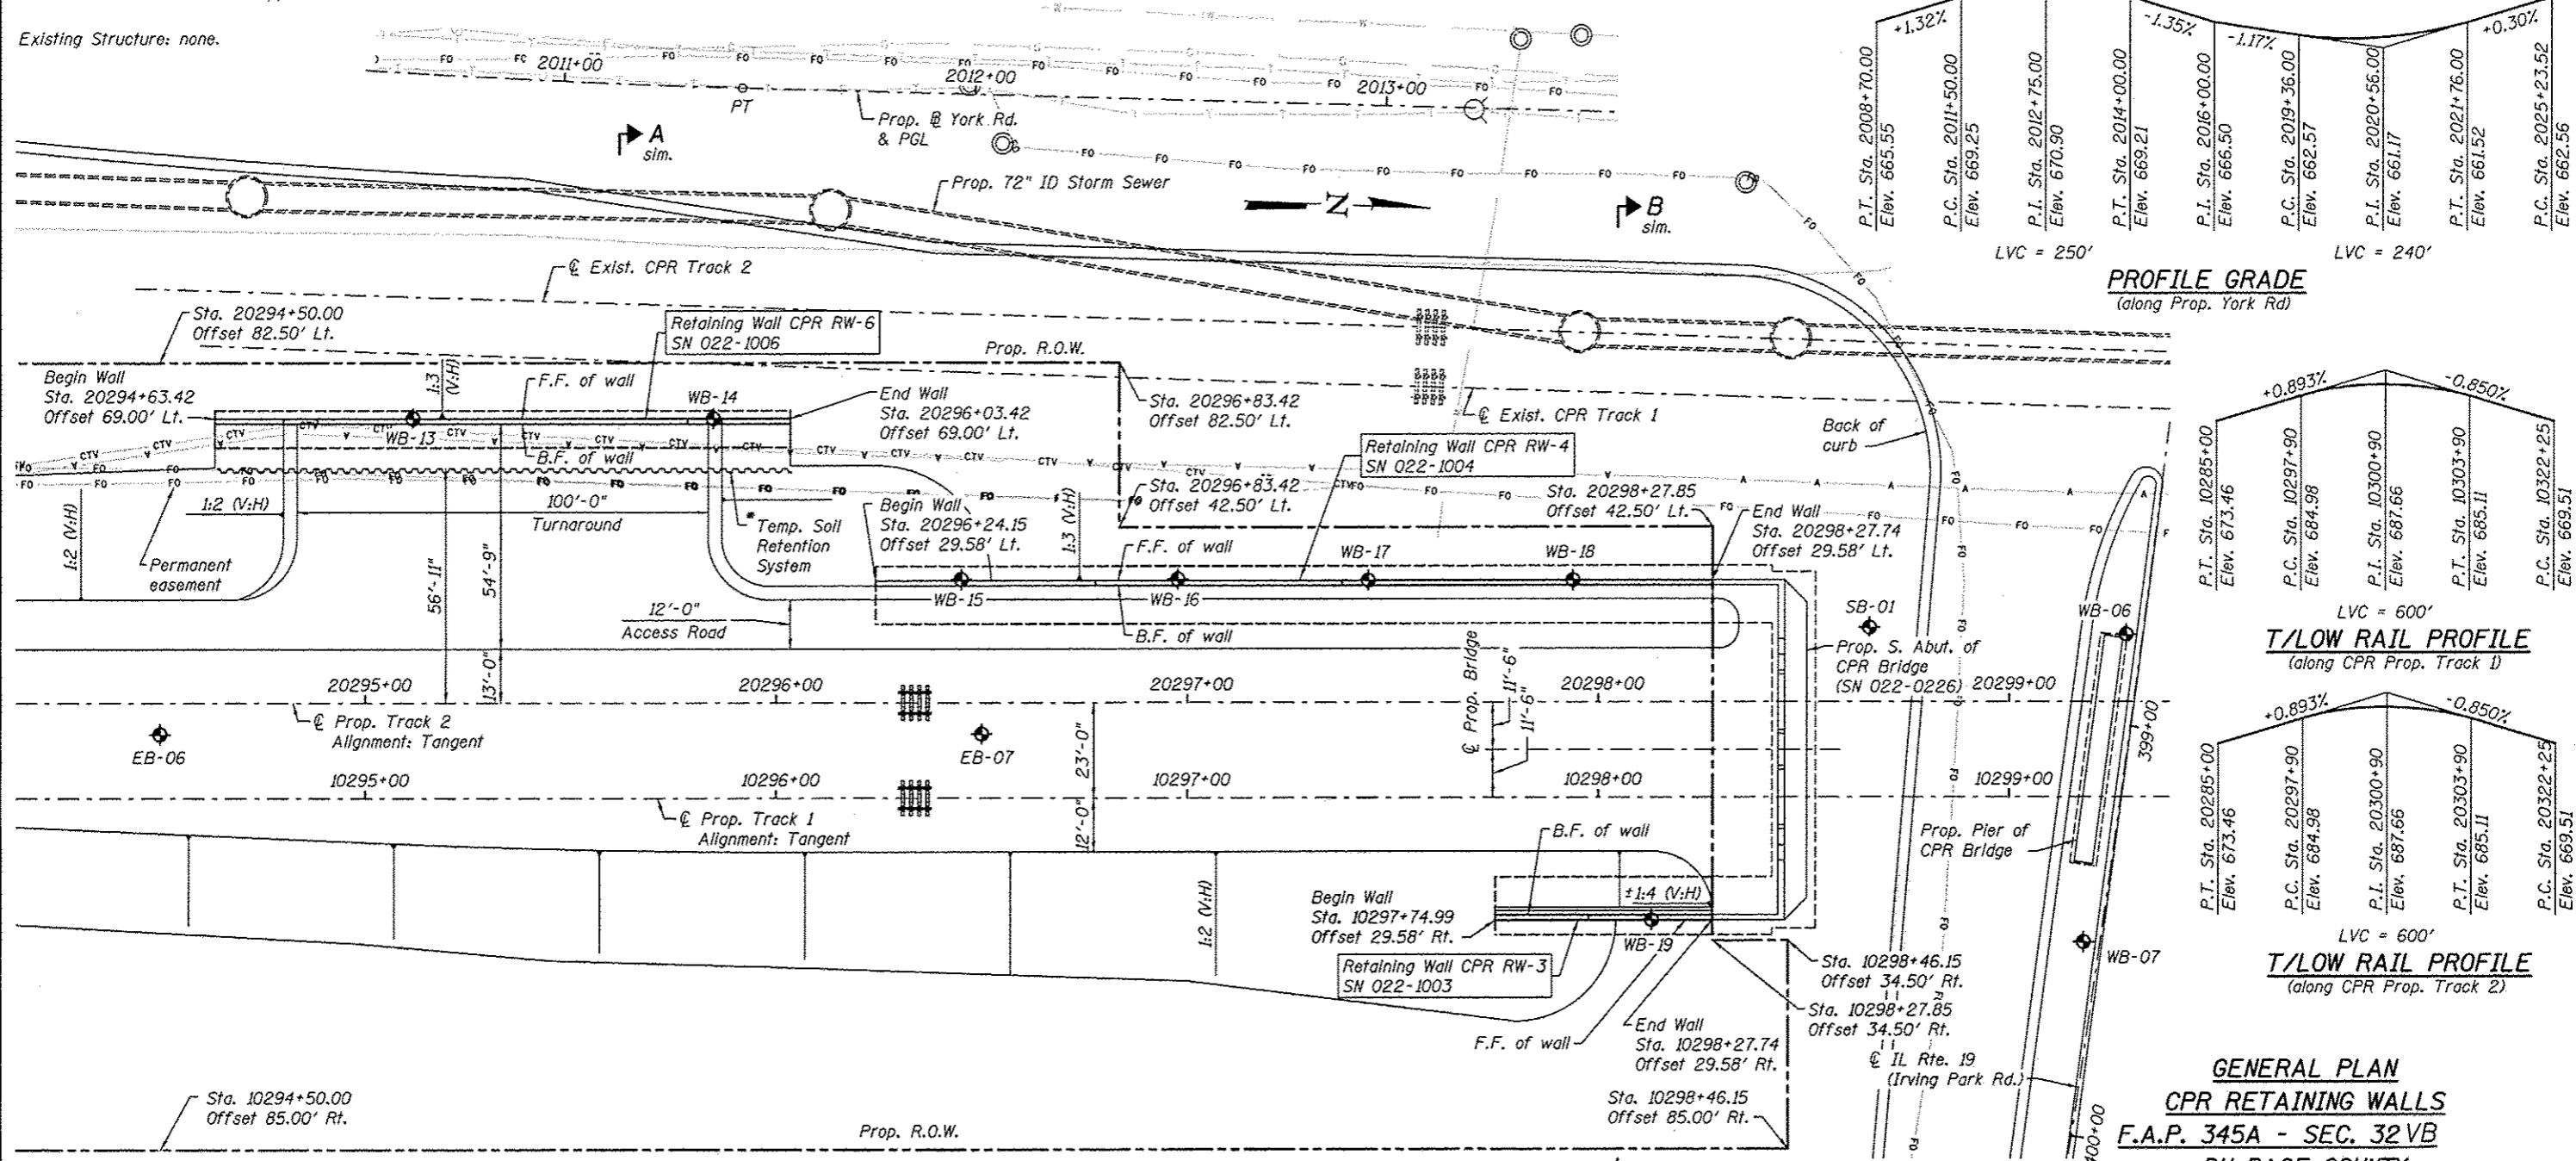 Existing Structure: none.
2011+00
PT
2012+00
2013+00
Prop. ℄ York Rd.
& PGL
A
sim.
B
sim.
Prop. 72" ID Storm Sewer
N
℄ Exist. CPR Track 2
Sta. 20294+50.00
Offset 82.50' Lt.
Retaining Wall CPR RW-6
SN 022-1006
Prop. R.O.W.
Begin Wall
Sta. 20294+63.42
Offset 69.00' Lt.
1:3
(V:H)
F.F. of wall
WB-14
End Wall
Sta. 20296+03.42
Offset 69.00' Lt.
Sta. 20296+83.42
Offset 82.50' Lt.
℄ Exist. CPR Track 1
Back of
curb
WB-13
B.F. of wall
Retaining Wall CPR RW-4
SN 022-1004
Sta. 20296+83.42
Offset 42.50' Lt.
Sta. 20298+27.85
Offset 42.50' Lt.
End Wall
Sta. 20298+27.74
Offset 29.58' Lt.
1:2 (V:H)
1:2 (V:H)
100'-0"
Turnaround
* Temp. Soil
Retention
System
Begin Wall
Sta. 20296+24.15
Offset 29.58' Lt.
1:3 (V:H)
F.F. of wall
WB-17
WB-18
Permanent
easement
56'-11"
54'-9"
13'-0"
WB-15
WB-16
B.F. of wall
12'-0"
Access Road
SB-01
WB-06
Prop. S. Abut. of
CPR Bridge
(SN 022-0226)
℄ Prop. Bridge
11'-6"
11'-6"
20295+00
20296+00
20297+00
20298+00
20299+00
℄ Prop. Track 2
Alignment: Tangent
EB-06
EB-07
23'-0"
12'-0"
399+00
10295+00
10296+00
10297+00
10298+00
10299+00
℄ Prop. Track 1
Alignment: Tangent
Prop. Pier of
CPR Bridge
B.F. of wall
±1:4 (V:H)
1:2 (V:H)
Begin Wall
Sta. 10297+74.99
Offset 29.58' Rt.
WB-19
WB-07
Retaining Wall CPR RW-3
SN 022-1003
Sta. 10298+46.15
Offset 34.50' Rt.
Sta. 10298+27.85
Offset 34.50' Rt.
F.F. of wall
End Wall
Sta. 10298+27.74
Offset 29.58' Rt.
℄ IL Rte. 19
(Irving Park Rd.)
Sta. 10294+50.00
Offset 85.00' Rt.
Sta. 10298+46.15
Offset 85.00' Rt.
Prop. R.O.W.
400+00
+1.32%
-1.35%
-1.17%
+0.30%
P.T. Sta. 2008+70.00
Elev. 665.55
P.C. Sta. 2011+50.00
Elev. 669.25
P.I. Sta. 2012+75.00
Elev. 670.90
P.T. Sta. 2014+00.00
Elev. 669.21
P.I. Sta. 2016+00.00
Elev. 666.50
P.C. Sta. 2019+36.00
Elev. 662.57
P.I. Sta. 2020+56.00
Elev. 661.17
P.T. Sta. 2021+76.00
Elev. 661.52
P.C. Sta. 2025+23.52
Elev. 662.56
LVC = 250'
LVC = 240'
PROFILE GRADE
(along Prop. York Rd)
+0.893%
-0.850%
P.T. Sta. 10285+00
Elev. 673.46
P.C. Sta. 10297+90
Elev. 684.98
P.I. Sta. 10300+90
Elev. 687.66
P.T. Sta. 10303+90
Elev. 685.11
P.C. Sta. 10322+25
Elev. 669.51
LVC = 600'
T/LOW RAIL PROFILE
(along CPR Prop. Track 1)
+0.893%
-0.850%
P.T. Sta. 20285+00
Elev. 673.46
P.C. Sta. 20297+90
Elev. 684.98
P.I. Sta. 20300+90
Elev. 687.66
P.T. Sta. 20303+90
Elev. 685.11
P.C. Sta. 20322+25
Elev. 669.51
LVC = 600'
T/LOW RAIL PROFILE
(along CPR Prop. Track 2)
GENERAL PLAN
CPR RETAINING WALLS
F.A.P. 345A - SEC. 32 VB